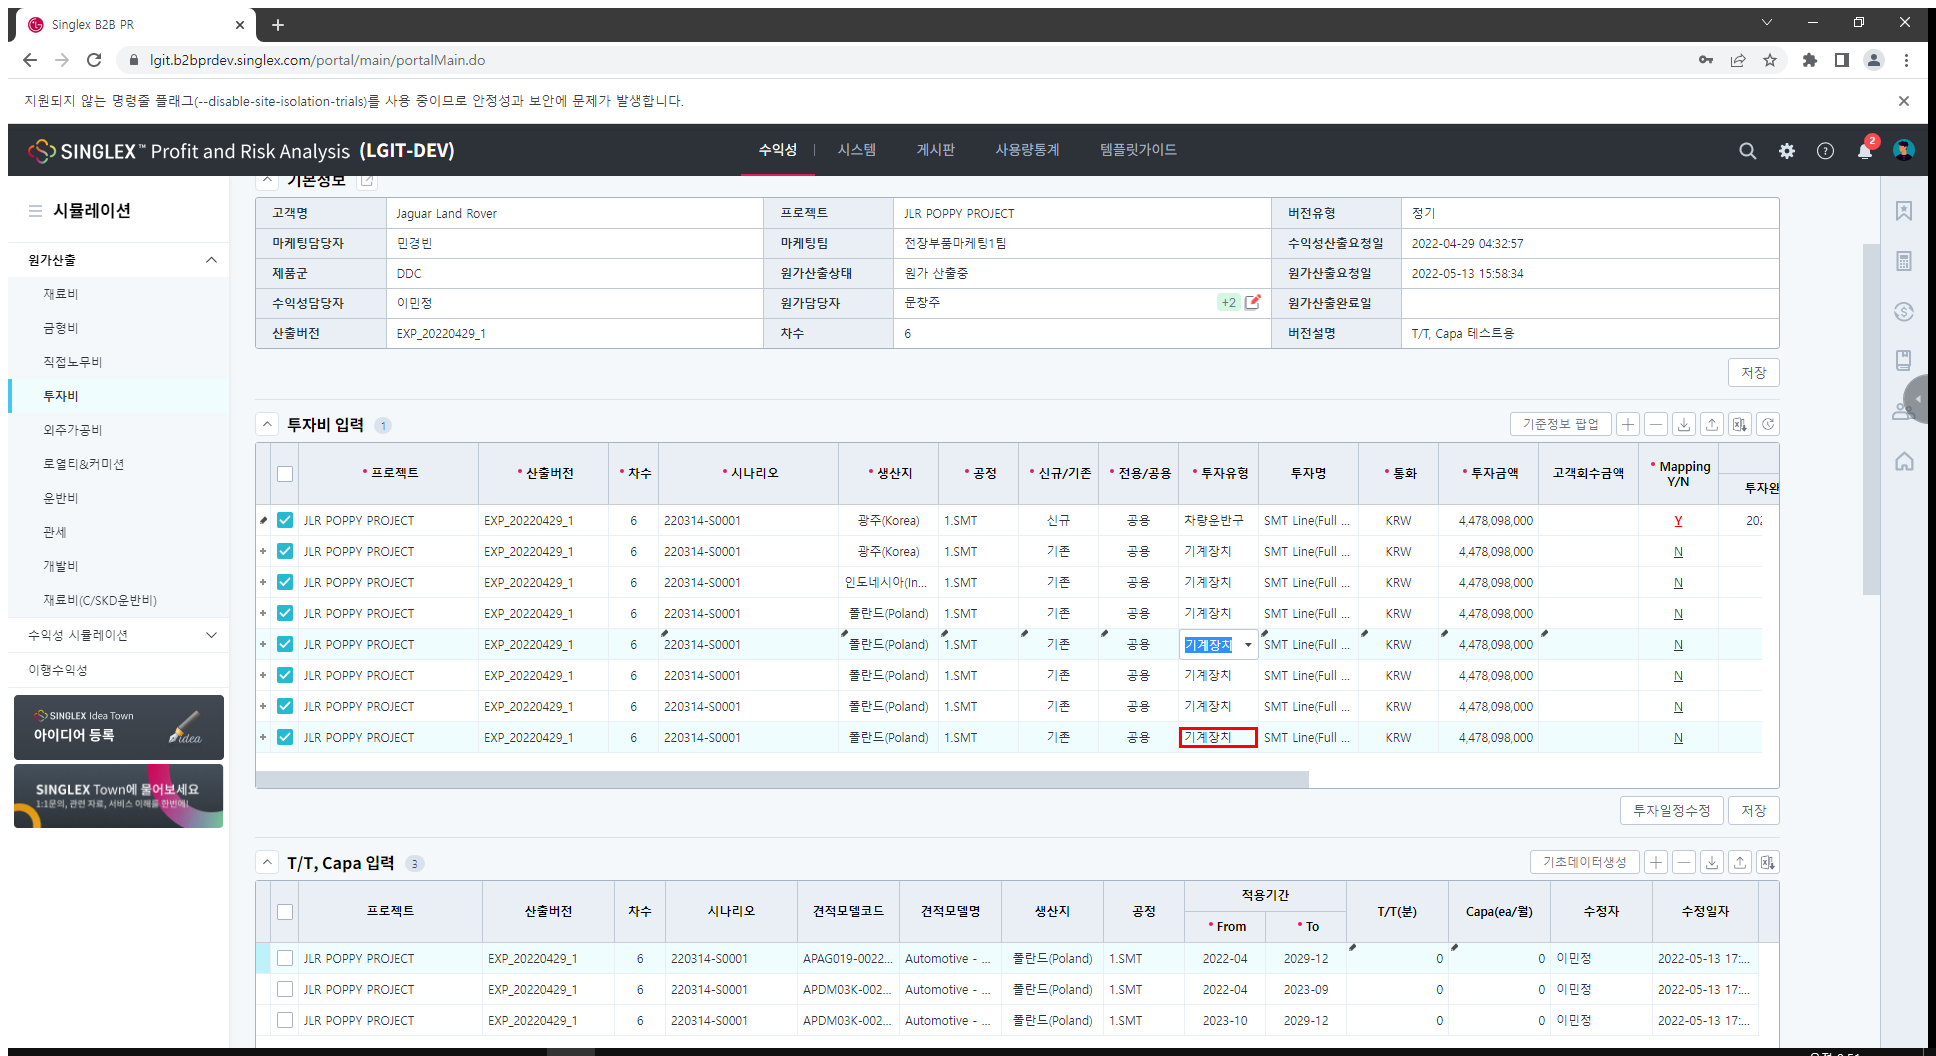 Singlex B2B PR
lgit.b2bprdev.singlex.com/portal/main/portalMain.do
지원되지 않는 명령줄 플래그(--disable-site-isolation-trials)를 사용 중이므로 안정성과 보안에 문제가 발생합니다.
SINGLEX™ Profit and Risk Analysis (LGIT-DEV) 수익성 시스템 게시판 사용량통계 템플릿가이드 2
시뮬레이션
원가산출
재료비
금형비
직접노무비
투자비
외주가공비
로열티&커미션
운반비
관세
개발비
재료비(C/SKD운반비)
수익성 시뮬레이션
이행수익성
SINGLEX Idea Town
아이디어 등록
idea
SINGLEX Town에 물어보세요
1:1문의, 관련 자료, 서비스 이해를 한번에!
기본정보
고객명 Jaguar Land Rover 프로젝트 JLR POPPY PROJECT 버전유형 정기
마케팅담당자 민경빈 마케팅팀 전장부품마케팅1팀 수익성산출요청일 2022-04-29 04:32:57
제품군 DDC 원가산출상태 원가 산출중 원가산출요청일 2022-05-13 15:58:34
수익성담당자 이민정 원가담당자 문창주 +2 원가산출완료일
산출버전 EXP_20220429_1 차수 6 버전설명 T/T, Capa 테스트용
저장
투자비 입력 1 기준정보 팝업
프로젝트 산출버전 차수 시나리오 생산지 공정 신규/기존 전용/공용 투자유형 투자명 통화 투자금액 고객회수금액 Mapping Y/N 투자완
JLR POPPY PROJECT EXP_20220429_1 6 220314-S0001 광주(Korea) 1.SMT 신규 공용 차량운반구 SMT Line(Full ... KRW 4,478,098,000 Y 202
JLR POPPY PROJECT EXP_20220429_1 6 220314-S0001 광주(Korea) 1.SMT 기존 공용 기계장치 SMT Line(Full ... KRW 4,478,098,000 N
JLR POPPY PROJECT EXP_20220429_1 6 220314-S0001 인도네시아(In... 1.SMT 기존 공용 기계장치 SMT Line(Full ... KRW 4,478,098,000 N
JLR POPPY PROJECT EXP_20220429_1 6 220314-S0001 폴란드(Poland) 1.SMT 기존 공용 기계장치 SMT Line(Full ... KRW 4,478,098,000 N
JLR POPPY PROJECT EXP_20220429_1 6 220314-S0001 폴란드(Poland) 1.SMT 기존 공용 기계장치 SMT Line(Full ... KRW 4,478,098,000 N
JLR POPPY PROJECT EXP_20220429_1 6 220314-S0001 폴란드(Poland) 1.SMT 기존 공용 기계장치 SMT Line(Full ... KRW 4,478,098,000 N
JLR POPPY PROJECT EXP_20220429_1 6 220314-S0001 폴란드(Poland) 1.SMT 기존 공용 기계장치 SMT Line(Full ... KRW 4,478,098,000 N
JLR POPPY PROJECT EXP_20220429_1 6 220314-S0001 폴란드(Poland) 1.SMT 기존 공용 기계장치 SMT Line(Full ... KRW 4,478,098,000 N
투자일정수정 저장
T/T, Capa 입력 3 기초데이터생성
프로젝트 산출버전 차수 시나리오 견적모델코드 견적모델명 생산지 공정 적용기간 T/T(분) Capa(ea/월) 수정자 수정일자
From To
JLR POPPY PROJECT EXP_20220429_1 6 220314-S0001 APAG019-0022... Automotive - ... 폴란드(Poland) 1.SMT 2022-04 2029-12 0 0 이민정 2022-05-13 17:...
JLR POPPY PROJECT EXP_20220429_1 6 220314-S0001 APDM03K-002... Automotive - ... 폴란드(Poland) 1.SMT 2022-04 2023-09 0 0 이민정 2022-05-13 17:...
JLR POPPY PROJECT EXP_20220429_1 6 220314-S0001 APDM03K-002... Automotive - ... 폴란드(Poland) 1.SMT 2023-10 2029-12 0 0 이민정 2022-05-13 17:...